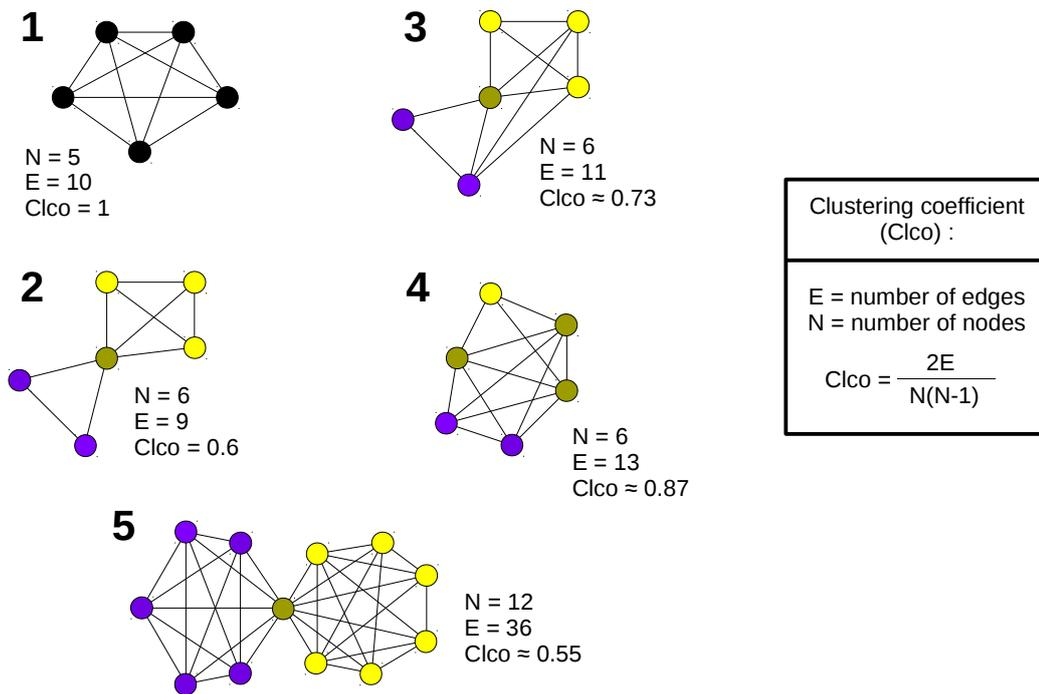 1
N = 5
E = 10
Clco = 1
2
N = 6
E = 9
Clco = 0.6
3
N = 6
E = 11
Clco ≈ 0.73
4
N = 6
E = 13
Clco ≈ 0.87
5
N = 12
E = 36
Clco ≈ 0.55
Clustering coefficient
(Clco) :
E = number of edges
N = number of nodes
2E
Clco =
N(N-1)